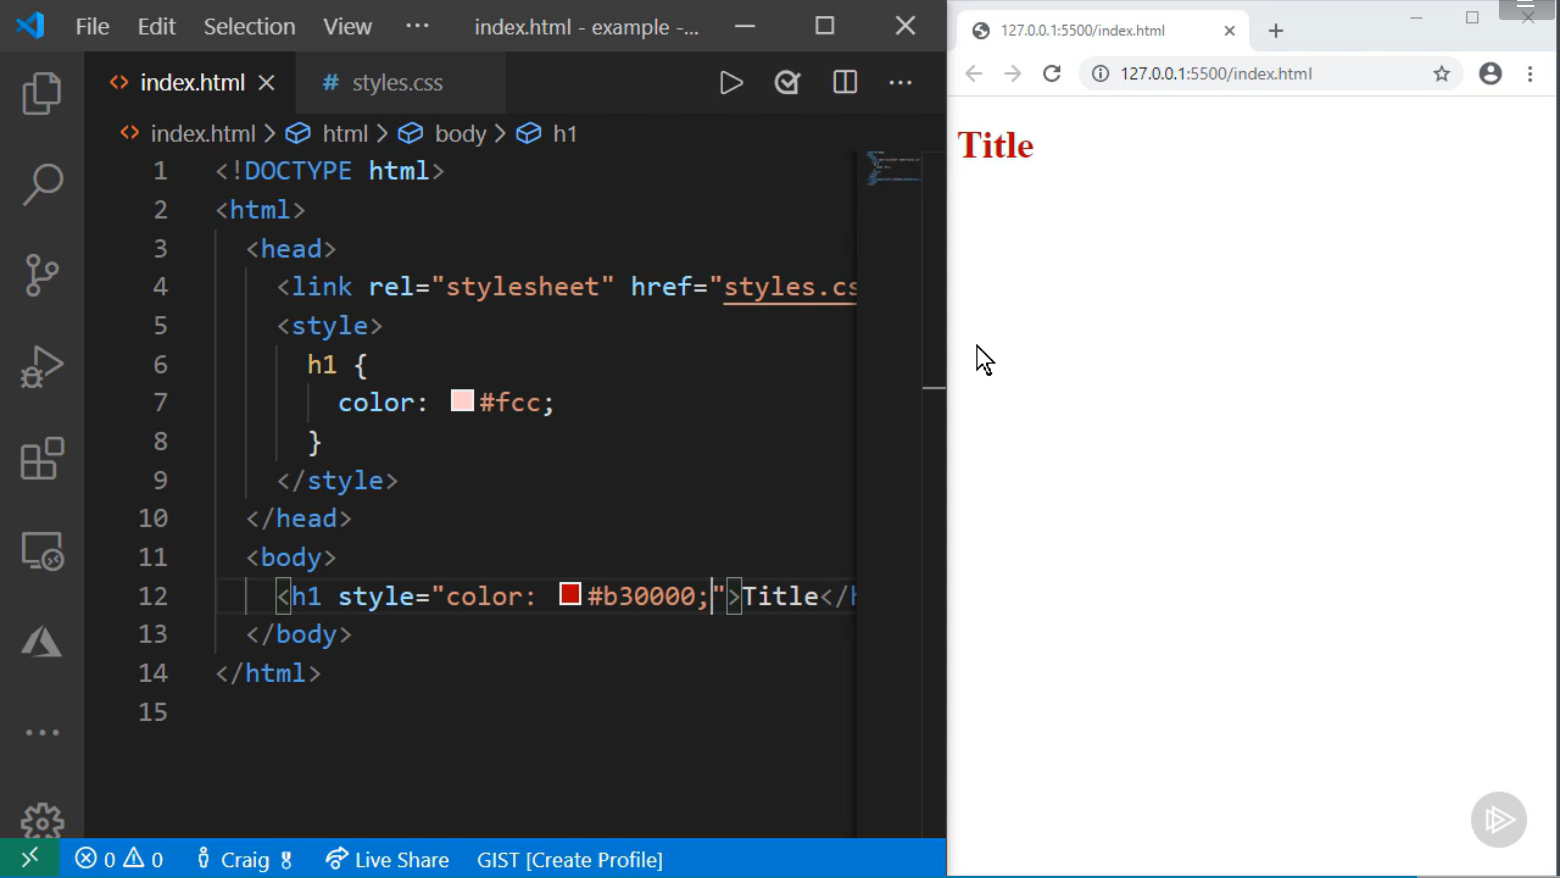 File Edit Selection View ··· index.html - example -...
index.html styles.css
index.html > html > body > h1
1 <!DOCTYPE html>
2 <html>
3 <head>
4 <link rel="stylesheet" href="styles.cs
5 <style>
6 h1 {
7 color: #fcc;
8 }
9 </style>
10 </head>
11 <body>
12 <h1 style="color: #b30000;">Title</h
13 </body>
14 </html>
15
0 0 Craig Live Share GIST [Create Profile]
127.0.0.1:5500/index.html
127.0.0.1:5500/index.html
Title